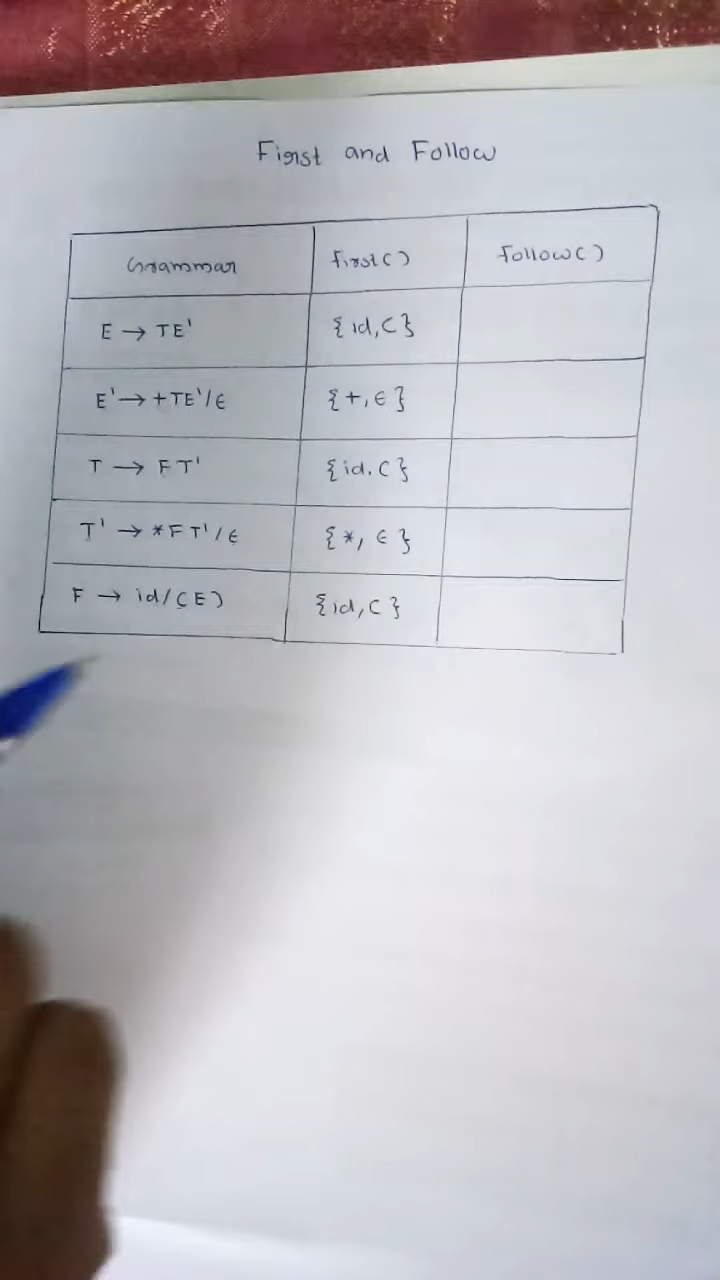 First and Follow
Grammar first() follow()
E → TE' {id, (}
E' → +TE'/ϵ {+, ϵ}
T → FT' {id. (}
T' → *FT'/ϵ {*, ϵ}
F → id/(E) {id, (}